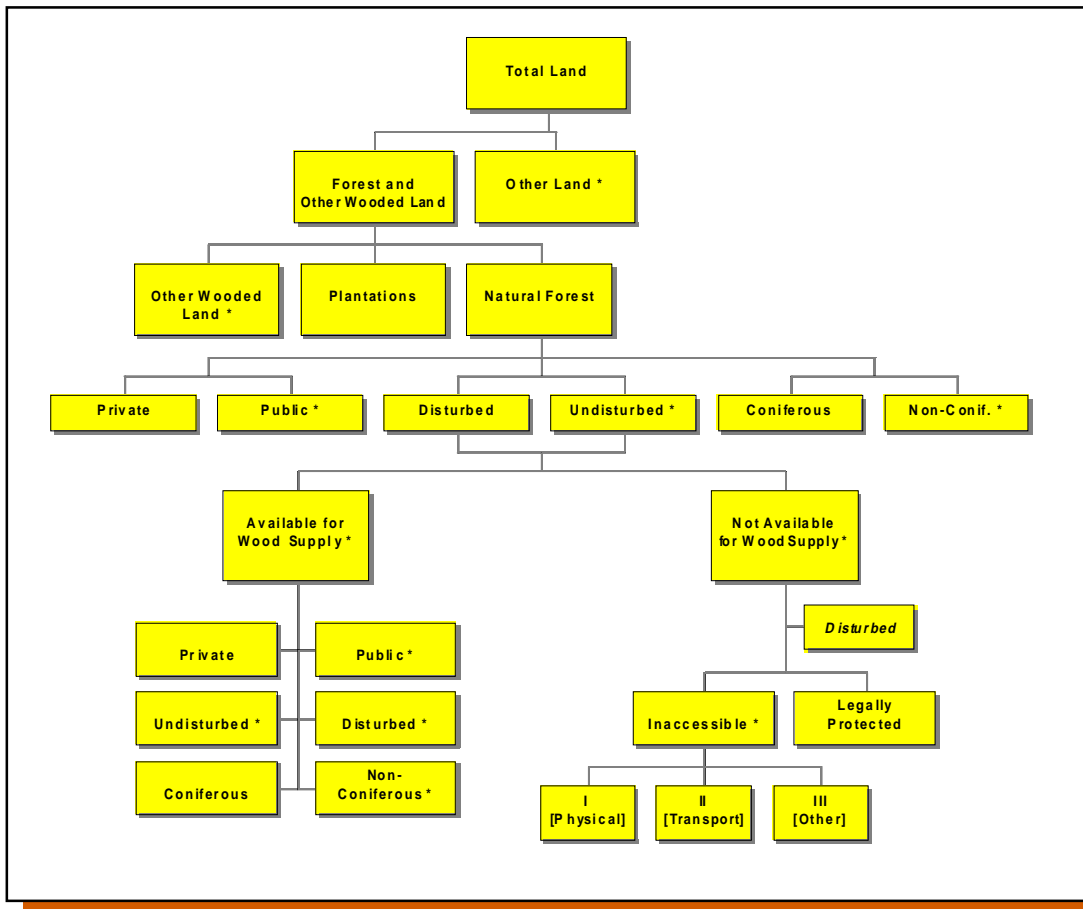 Total Land
Forest and
Other Wooded Land
Other Land *
Other Wooded
Land *
Plantations
Natural Forest
Private
Public *
Disturbed
Undisturbed *
Coniferous
Non-Conif. *
Available for
Wood Supply *
Not Available
for Wood Supply *
Disturbed
Private
Public *
Undisturbed *
Disturbed *
Coniferous
Non-
Coniferous *
Inaccessible *
Legally
Protected
I
[Physical]
II
[Transport]
III
[Other]